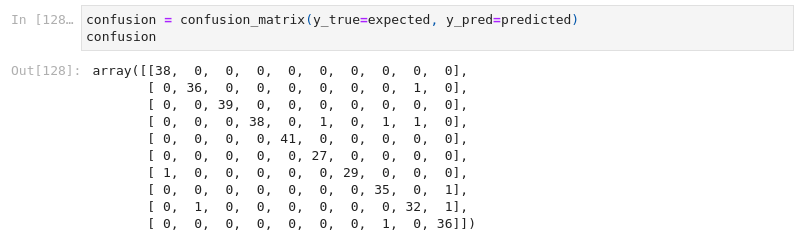 In [128… confusion = confusion_matrix(y_true=expected, y_pred=predicted)
confusion
Out[128]: array([[38,  0,  0,  0,  0,  0,  0,  0,  0,  0],
[ 0, 36,  0,  0,  0,  0,  0,  0,  1,  0],
[ 0,  0, 39,  0,  0,  0,  0,  0,  0,  0],
[ 0,  0,  0, 38,  0,  1,  0,  1,  1,  0],
[ 0,  0,  0,  0, 41,  0,  0,  0,  0,  0],
[ 0,  0,  0,  0,  0, 27,  0,  0,  0,  0],
[ 1,  0,  0,  0,  0,  0, 29,  0,  0,  0],
[ 0,  0,  0,  0,  0,  0,  0, 35,  0,  1],
[ 0,  1,  0,  0,  0,  0,  0,  0, 32,  1],
[ 0,  0,  0,  0,  0,  0,  0,  1,  0, 36]])